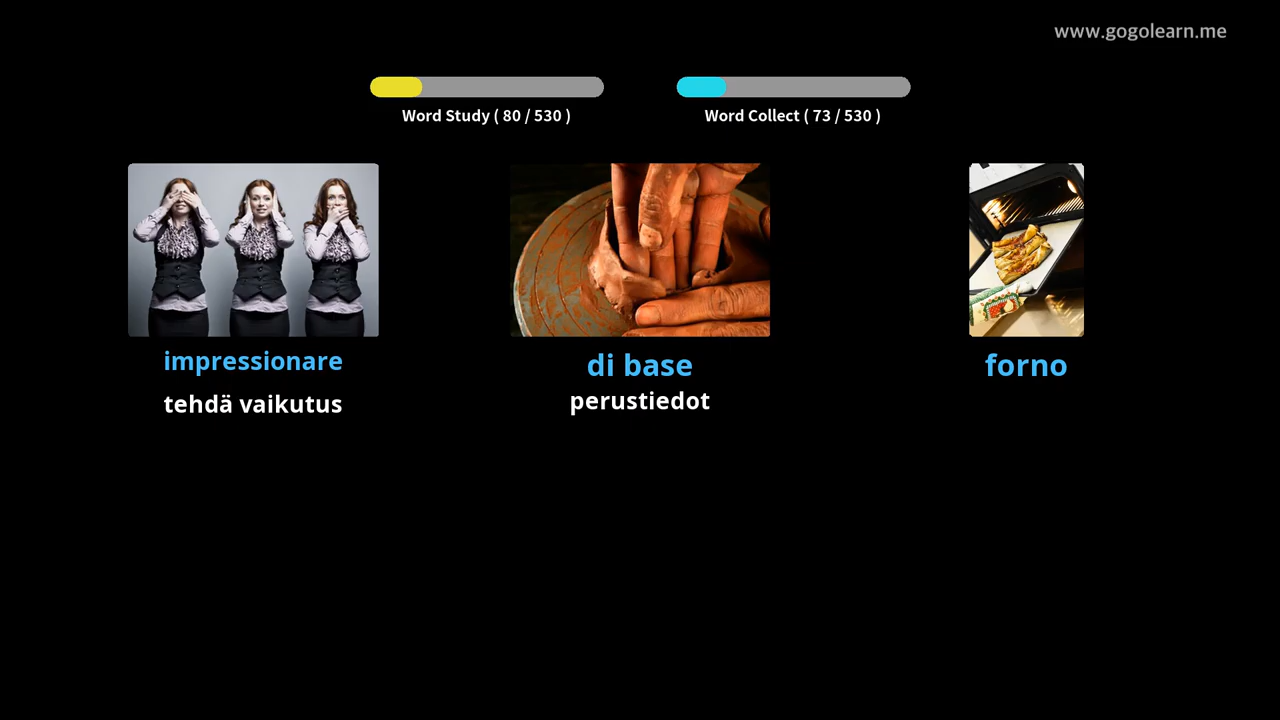 www.gogolearn.me
Word Study ( 80 / 530 )
Word Collect ( 73 / 530 )
impressionare
tehdä vaikutus
di base
perustiedot
forno